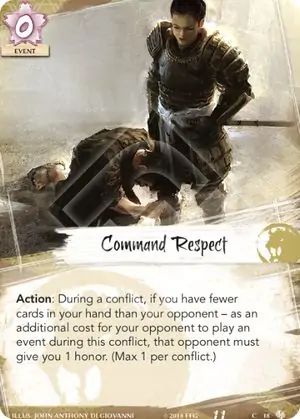 0
EVENT
Command Respect
Action: During a conflict, if you have fewer
cards in your hand than your opponent – as
an additional cost for your opponent to play an
event during this conflict, that opponent must
give you 1 honor. (Max 1 per conflict.)
ILLUS: JOHN ANTHONY DI GIOVANNI
©2018 FFG
11
C 18